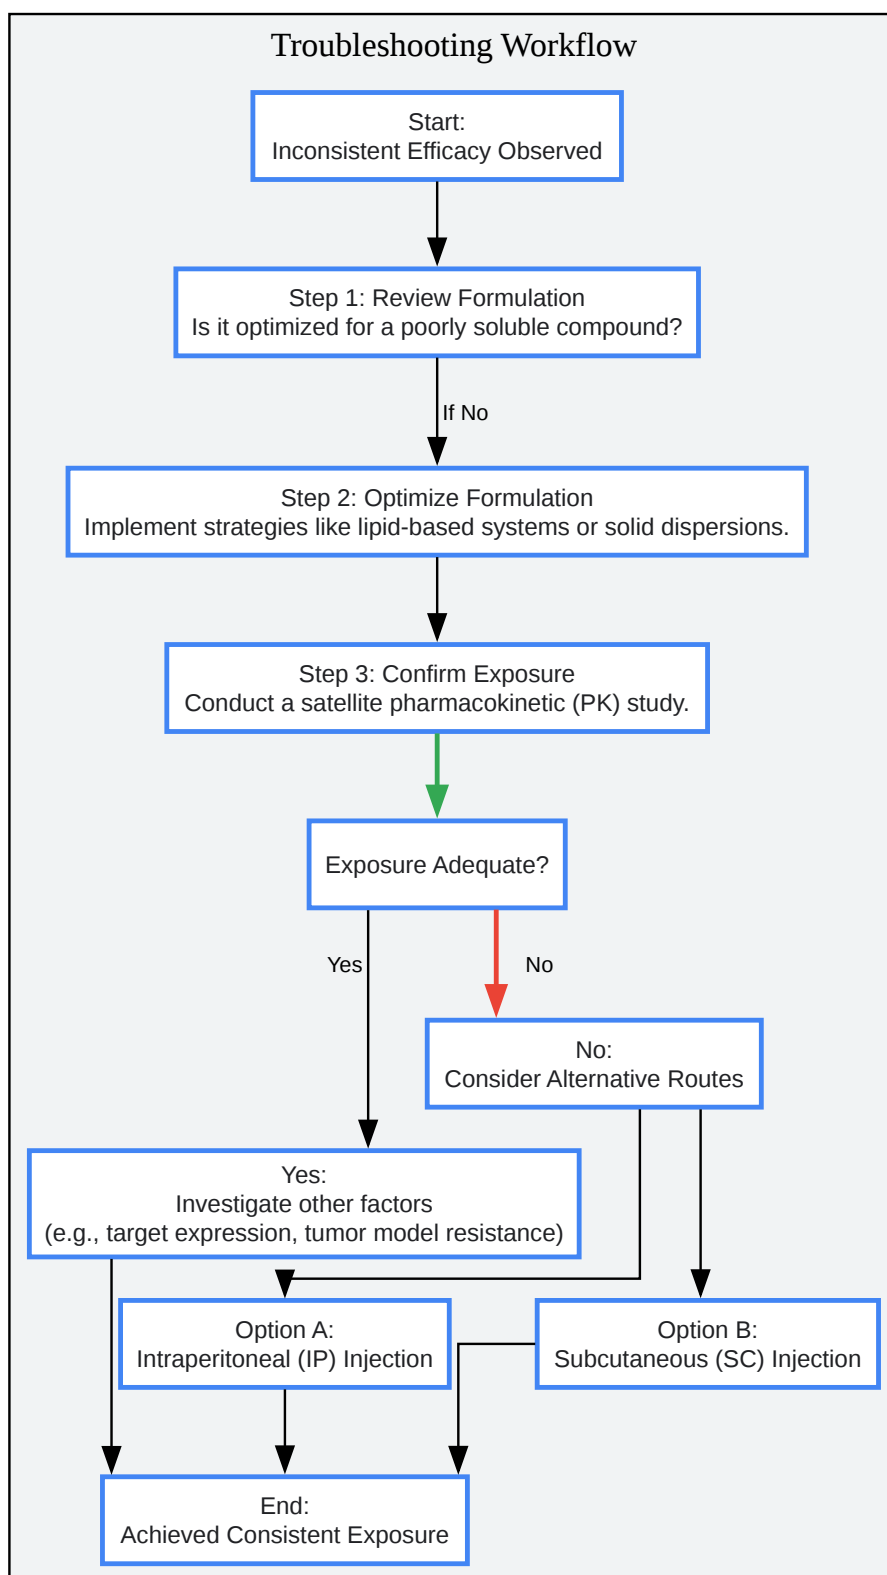 Troubleshooting Workflow
Start:
Inconsistent Efficacy Observed
Step 1: Review Formulation
Is it optimized for a poorly soluble compound?
If No
Step 2: Optimize Formulation
Implement strategies like lipid-based systems or solid dispersions.
Step 3: Confirm Exposure
Conduct a satellite pharmacokinetic (PK) study.
Exposure Adequate?
Yes
No
No:
Consider Alternative Routes
Yes:
Investigate other factors
(e.g., target expression, tumor model resistance)
Option A:
Intraperitoneal (IP) Injection
Option B:
Subcutaneous (SC) Injection
End:
Achieved Consistent Exposure